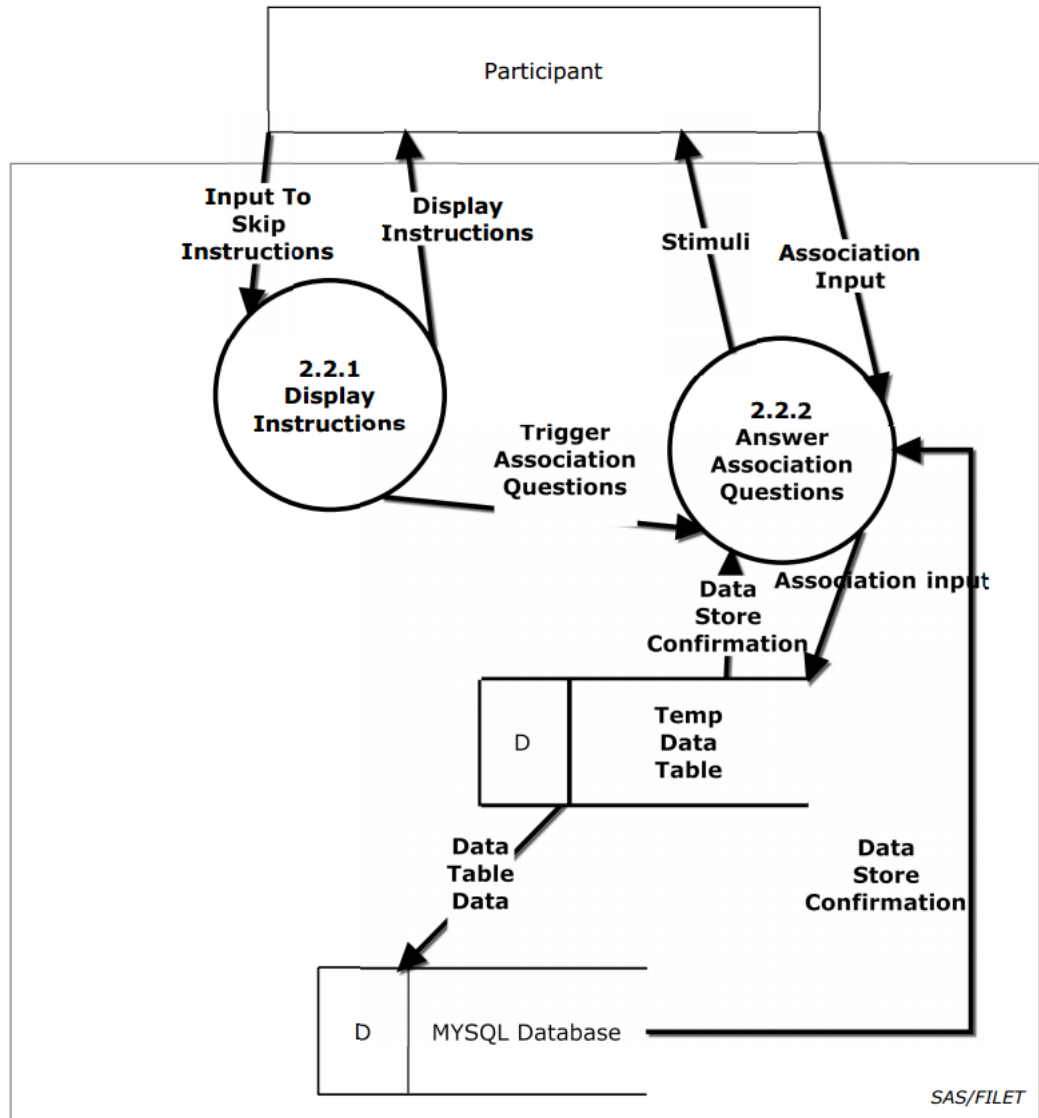 Participant
Input To
Skip
Instructions
Display
Instructions
Stimuli
Association
Input
2.2.1
Display
Instructions
2.2.2
Answer
Association
Questions
Trigger
Association
Questions
Data
Store
Confirmation
Association input
D
Temp
Data
Table
Data
Table
Data
Data
Store
Confirmation
D
MYSQL Database
SAS/FILET